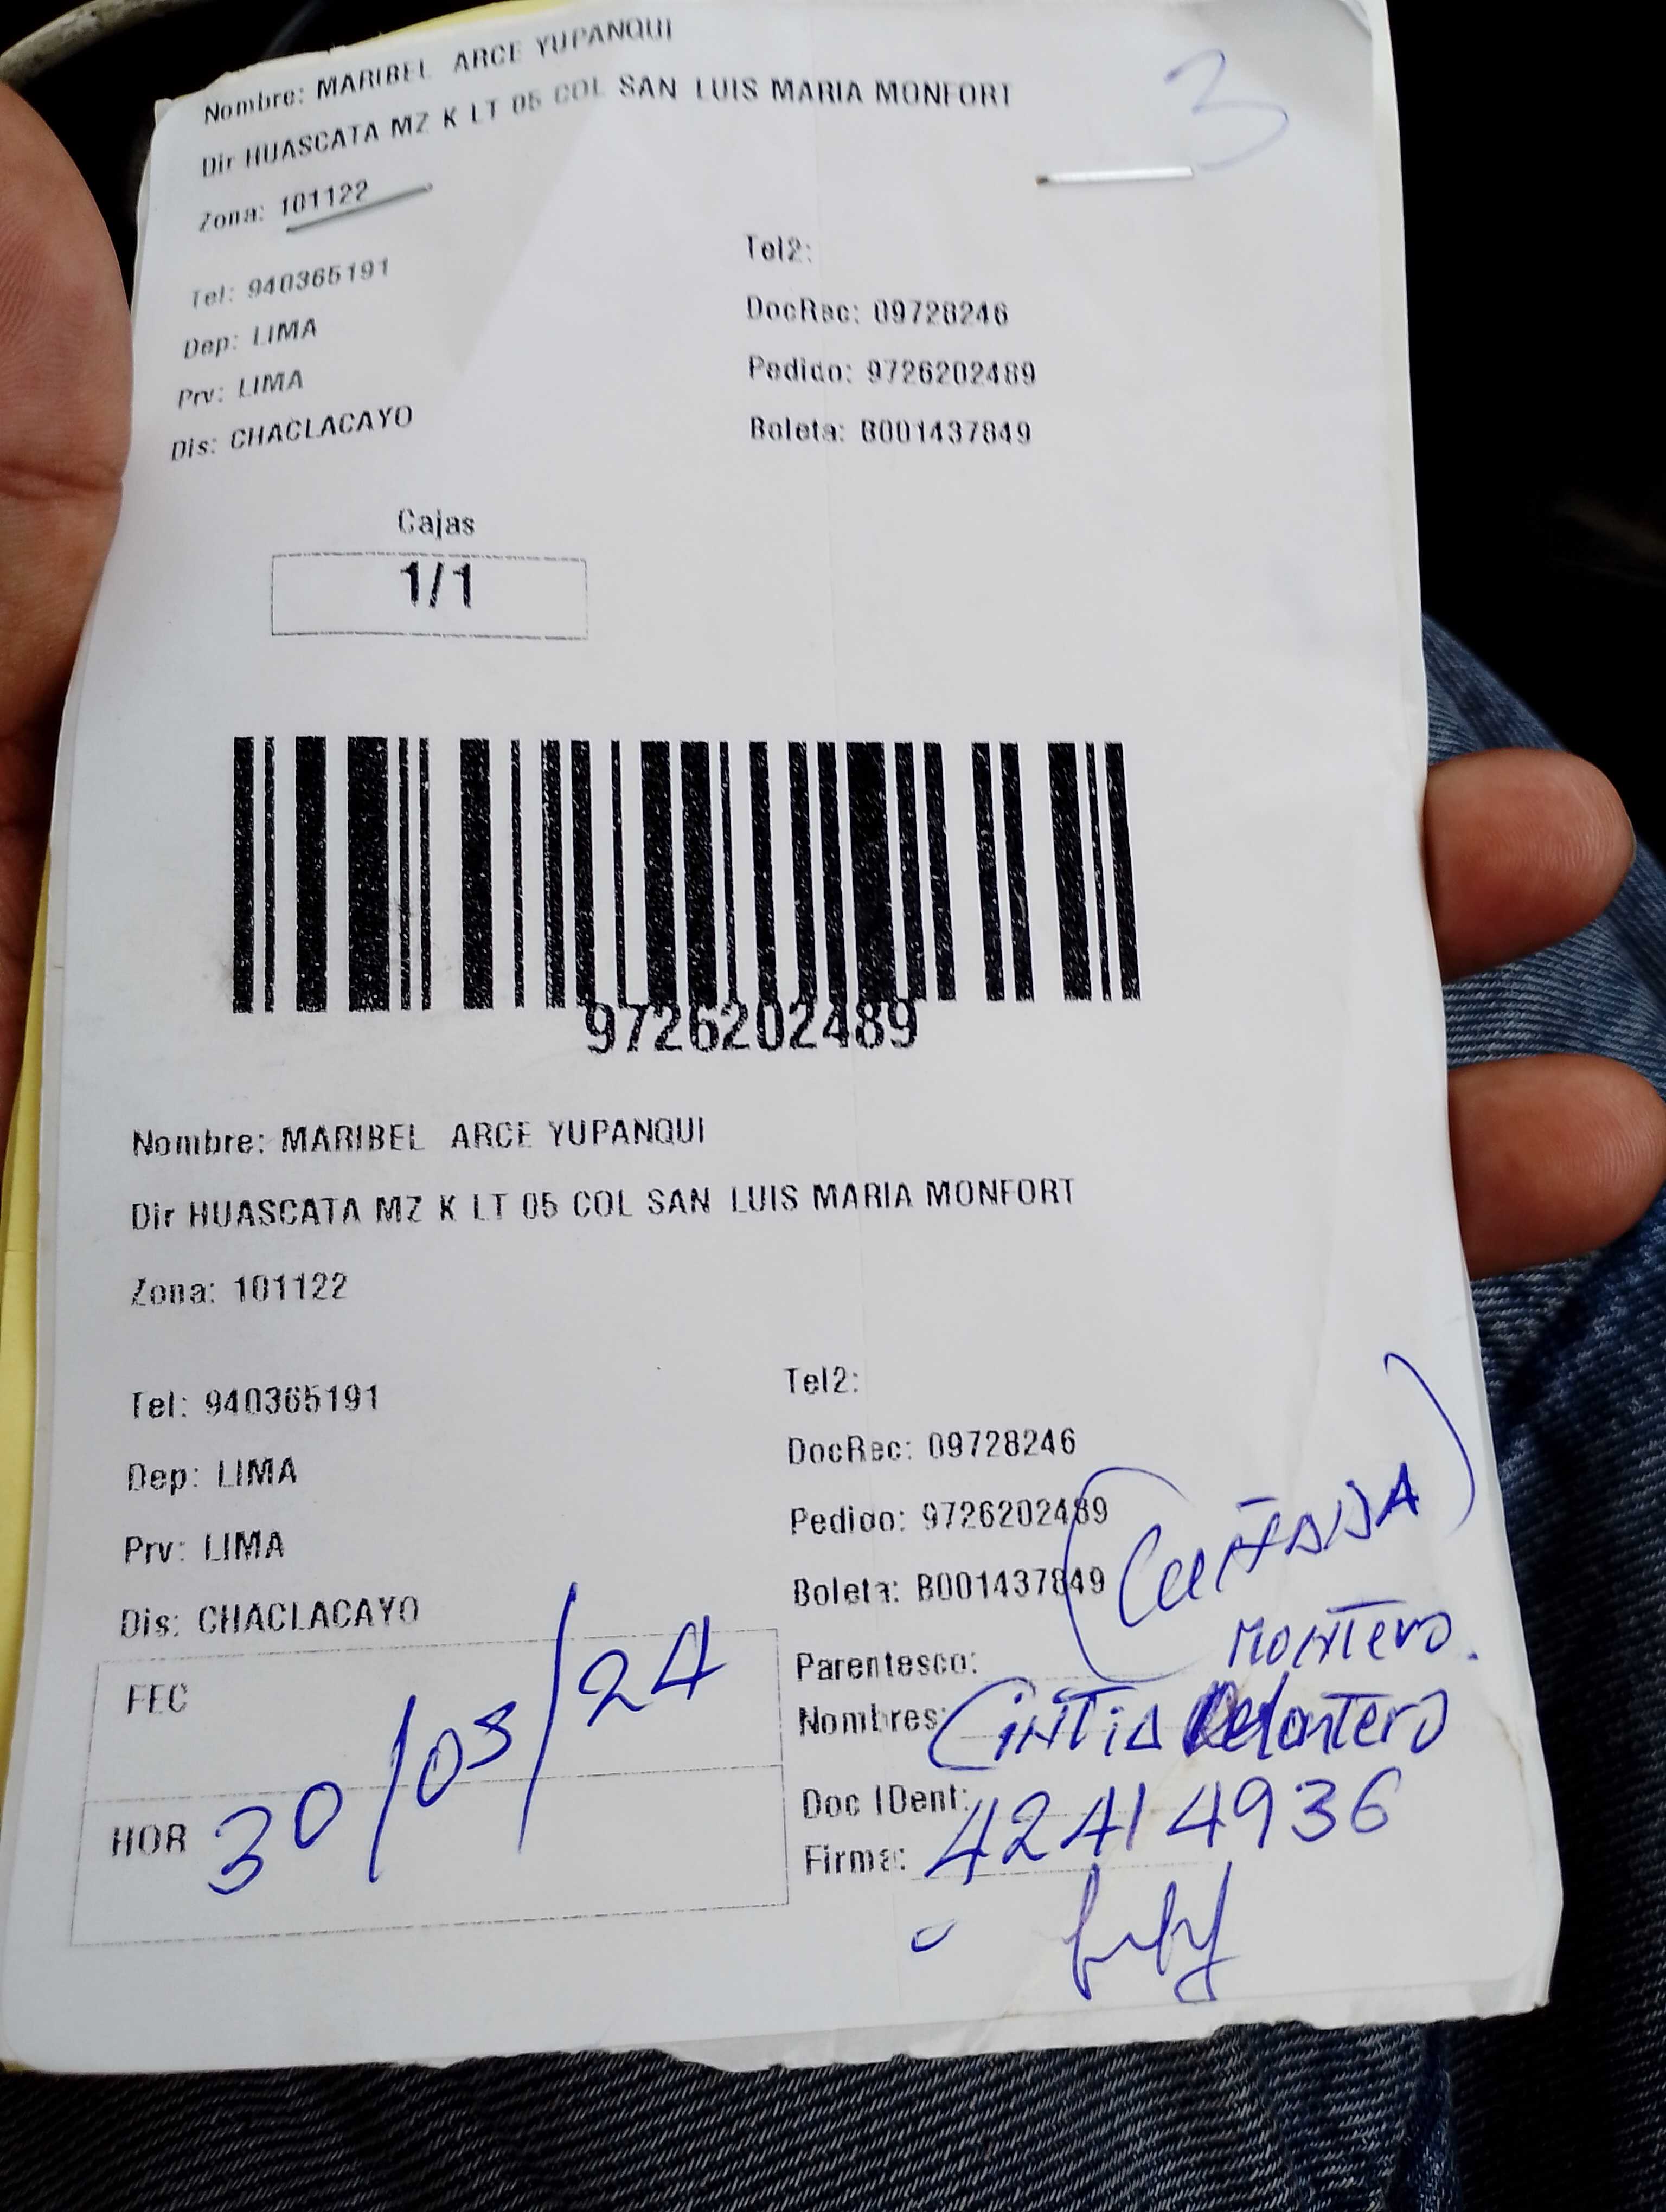 3
Nombre: MARIBEL ARCE YUPANQUI
Dir HUASCATA MZ K LT 05 COL SAN LUIS MARIA MONFORT
Zona: 101122
Tel: 940365191
Tel2:
Dep: LIMA
DocRec: 09728246
Prv: LIMA
Pedido: 9726202489
Dis: CHACLACAYO
Boleta: B001437849
Cajas
1/1
9726202489
Nombre: MARIBEL ARCE YUPANQUI
Dir HUASCATA MZ K LT 05 COL SAN LUIS MARIA MONFORT
Zona: 101122
Tel: 940365191
Tel2:
Dep: LIMA
DocRec: 09728246
Prv: LIMA
Pedido: 9726202489
Dis: CHACLACAYO
Boleta: B001437849
(CUÑADA)
Parentesco: MONTERO.
FEC 30/03/24
Nombres: CINTIA Montero
HOR
Doc IDent: 42414936
Firma: